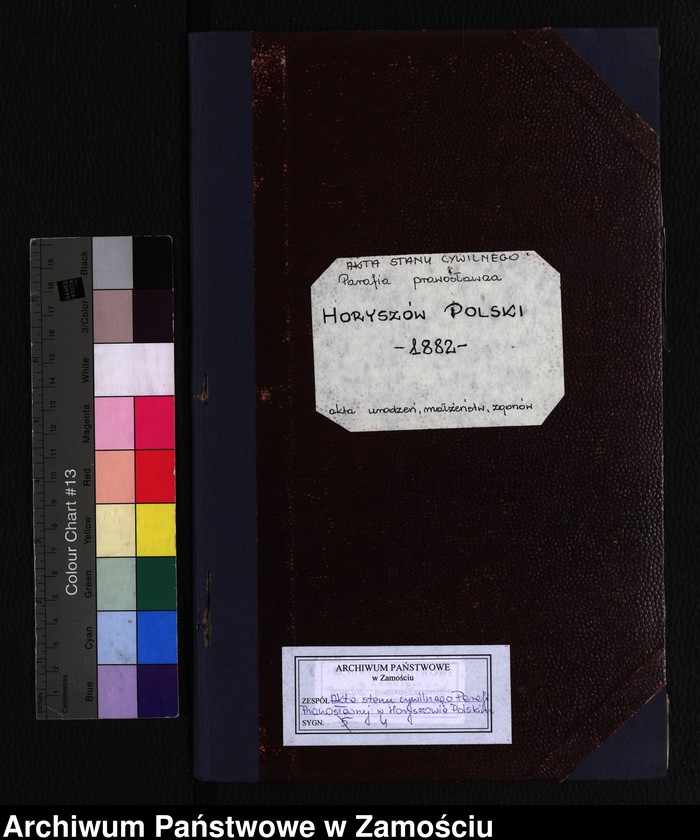 AKTA STANU CYWILNEGO
Parafia prawosławna
HORYSZÓW POLSKI
-1882-
akta urodzeń, małżeństw, zgonów
ARCHIWUM PAŃSTWOWE
w Zamościu
ZESPÓŁ Akta stanu cywilnego Parafii
Prawosławnej w Horyszowie Polskim
SYGN. 4
Colour Chart #13
Black
3/Color
White
Magenta
Red
Yellow
Green
Cyan
Blue
Inches
Centimetres
Archiwum Państwowe w Zamościu